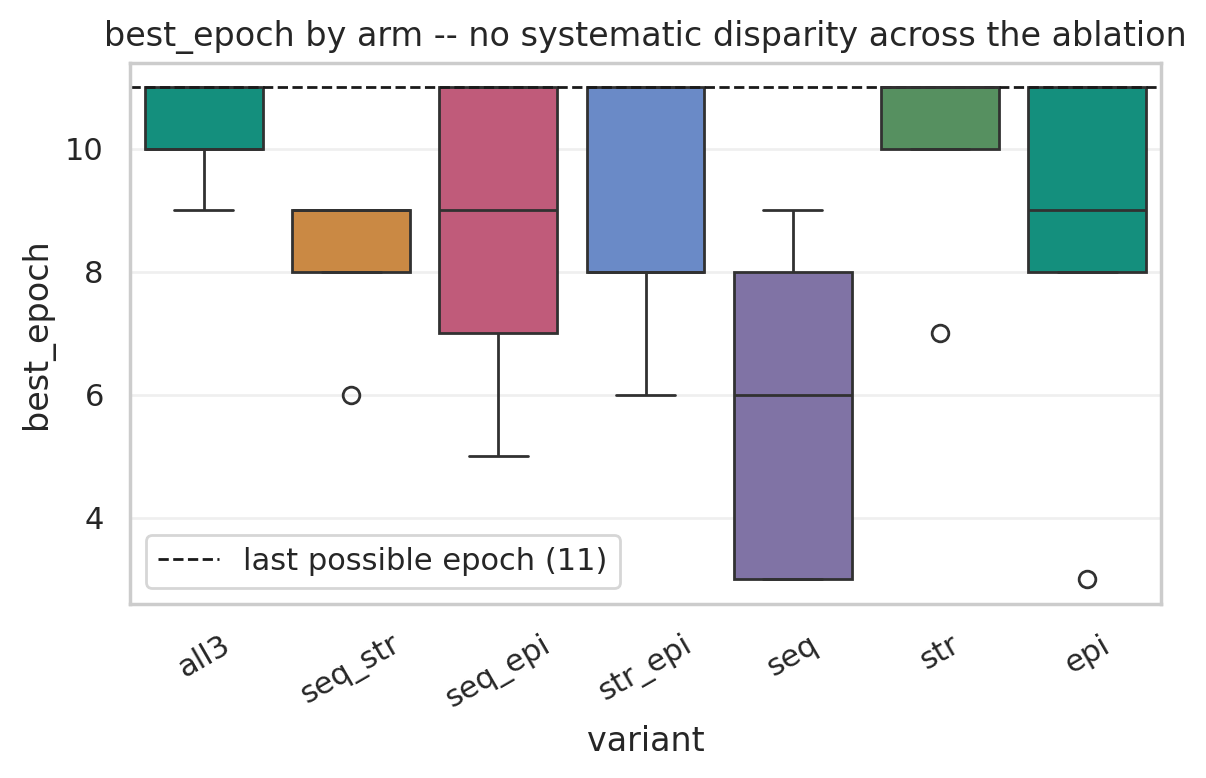 best_epoch by arm -- no systematic disparity across the ablation
best_epoch
10
8
6
4
last possible epoch (11)
all3
seq_str
seq_epi
str_epi
seq
str
epi
variant